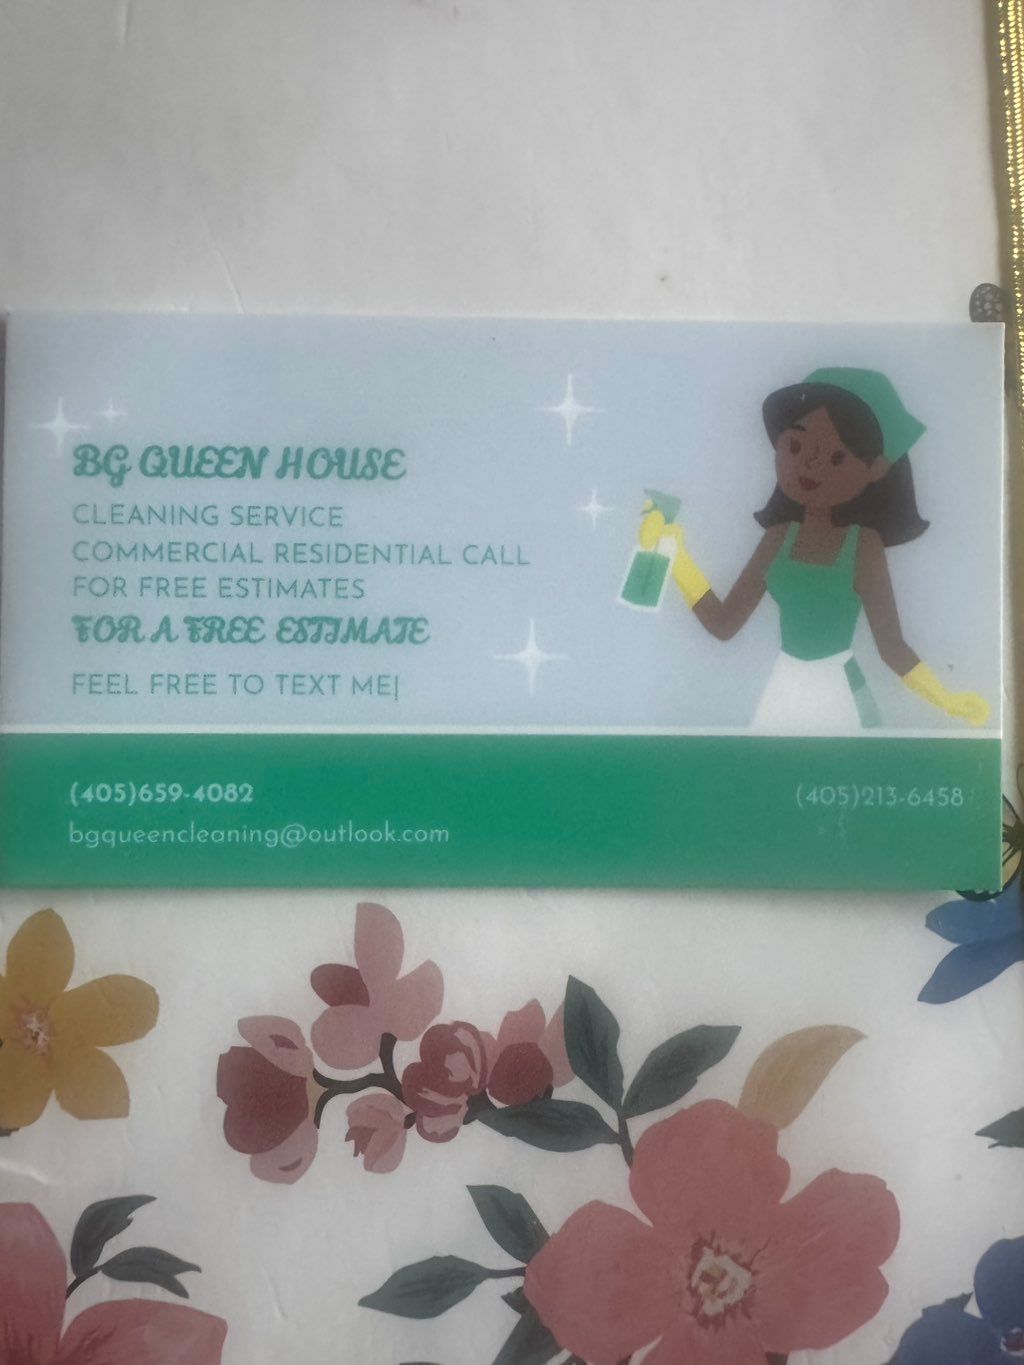 BG QUEEN HOUSE
CLEANING SERVICE
COMMERCIAL RESIDENTIAL CALL
FOR FREE ESTIMATES
FOR A FREE ESTIMATE
FEEL FREE TO TEXT ME|
(405)659-4082
(405)213-6458
bgqueencleaning@outlook.com